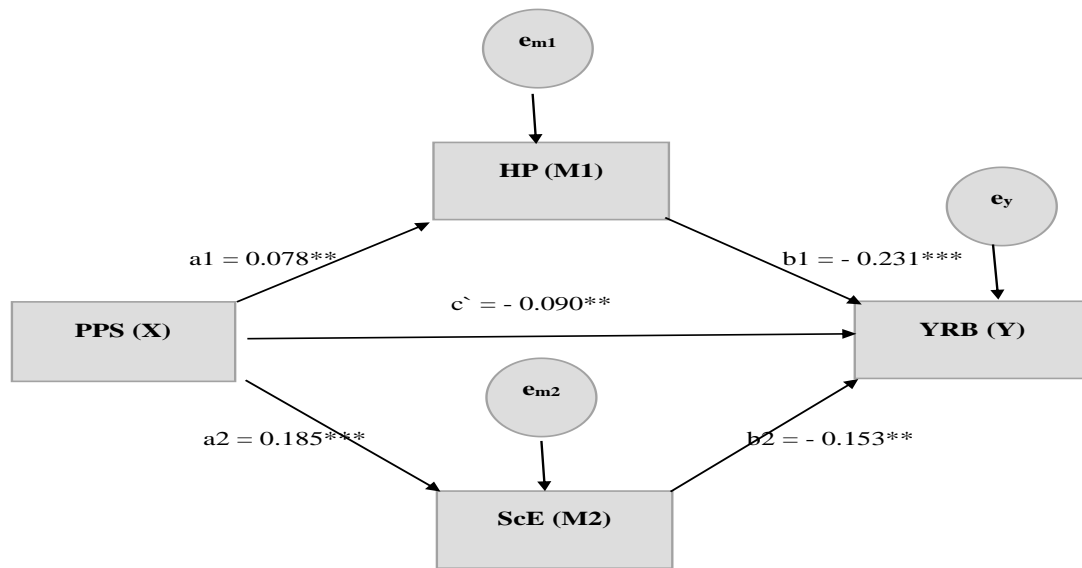 em1
HP (M1)
ey
a1 = 0.078**
b1 = - 0.231***
c` = - 0.090**
PPS (X)
YRB (Y)
em2
a2 = 0.185***
b2 = - 0.153**
ScE (M2)